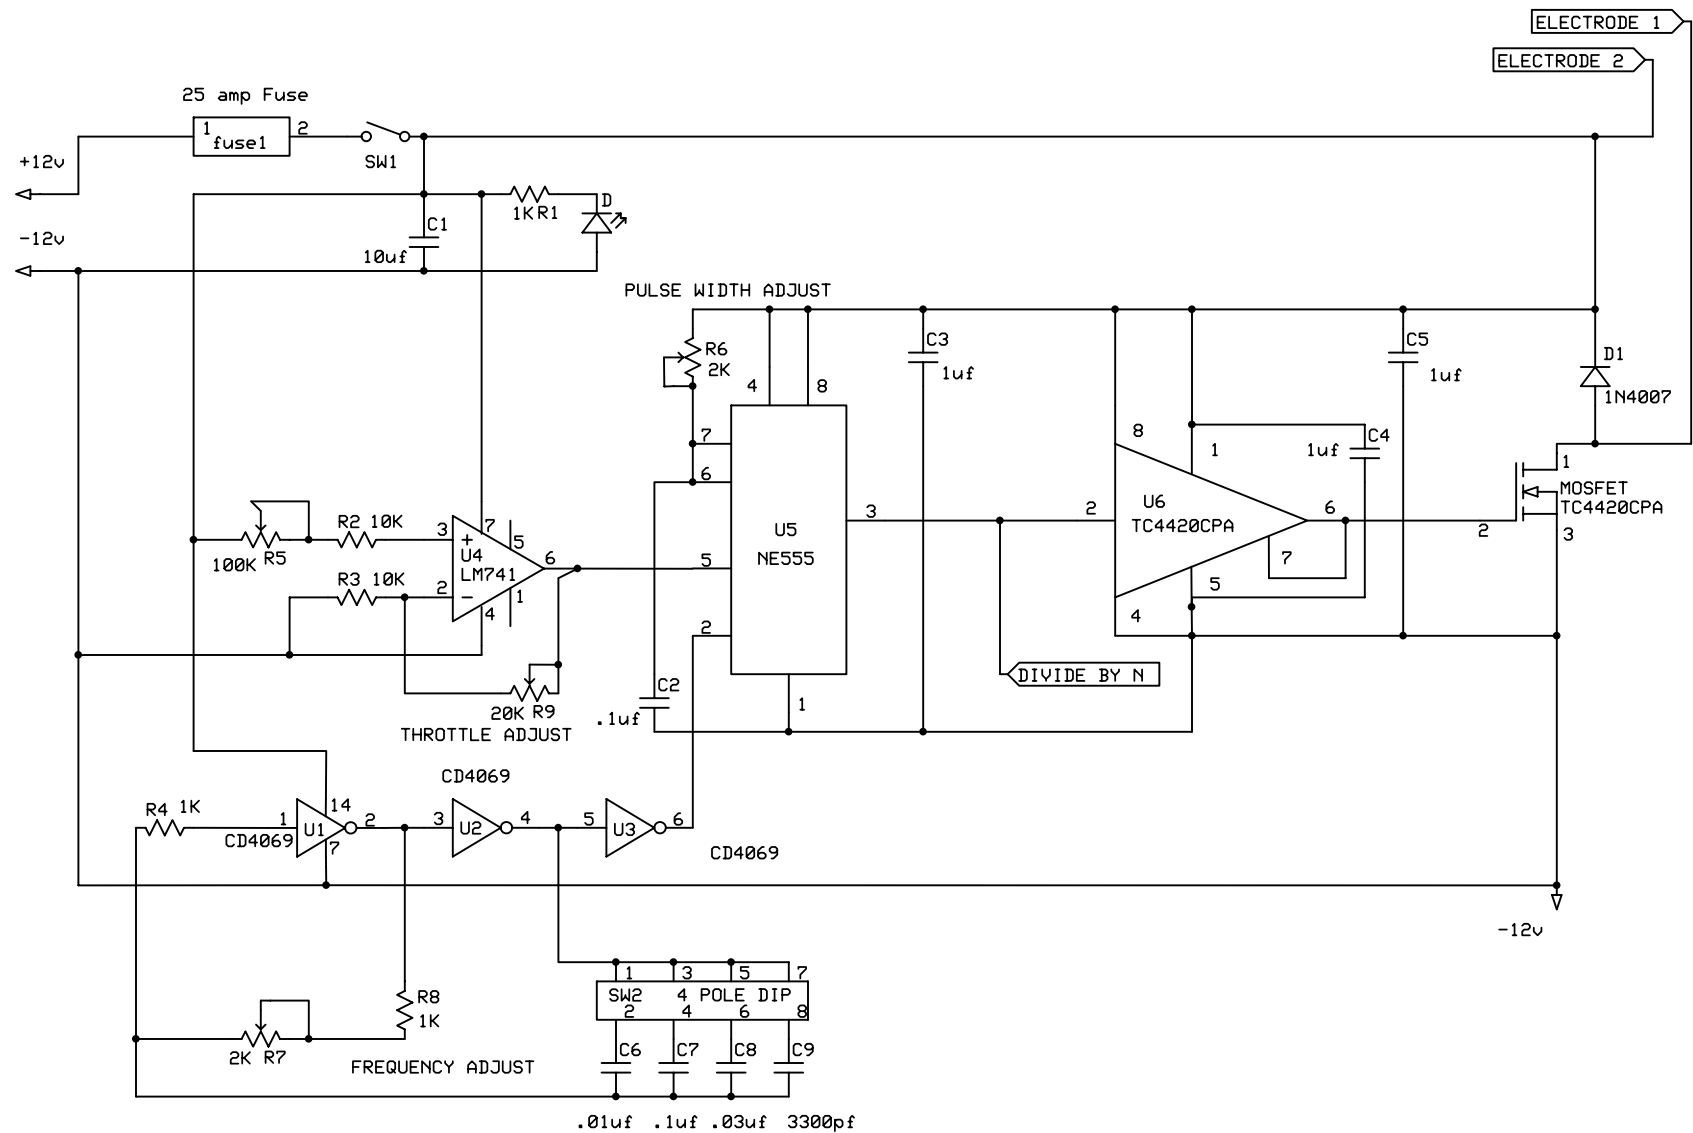 ELECTRODE 1
ELECTRODE 2
25 amp Fuse
1
fuse1
2
SW1
+12v
-12v
1K R1
D
C1
10uf
PULSE WIDTH ADJUST
R6
2K
4
8
C3
1uf
C5
1uf
D1
1N4007
7
6
5
2
3
1
U5
NE555
8
1
C4
1uf
2
U6
TC4420CPA
6
7
5
4
1
MOSFET
TC4420CPA
2
3
100K R5
R2 10K
R3 10K
3
+
7
5
U4
LM741
6
2
-
4
1
20K R9
THROTTLE ADJUST
C2
.1uf
DIVIDE BY N
CD4069
R4 1K
1
14
U1
2
CD4069
7
3
U2
4
5
U3
6
CD4069
-12v
R8
1K
2K R7
FREQUENCY ADJUST
1 3 5 7
SW2 4 POLE DIP
2 4 6 8
C6 C7 C8 C9
.01uf .1uf .03uf 3300pf